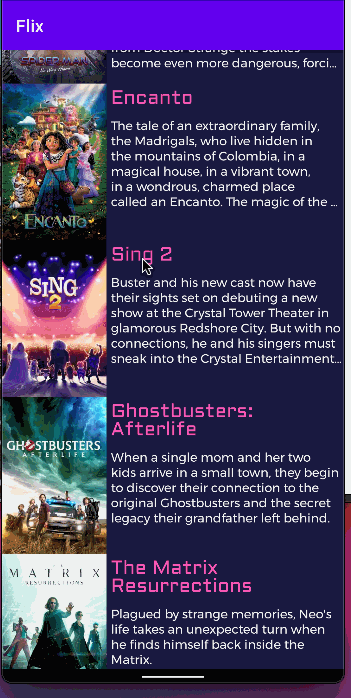 Flix
from Doctor Strange the stakes
become even more dangerous, forci...
SPIDER-MAN
Encanto
The tale of an extraordinary family,
the Madrigals, who live hidden in
the mountains of Colombia, in a
magical house, in a vibrant town,
in a wondrous, charmed place
called an Encanto. The magic of the ...
ENCANTO
Sing 2
Buster and his new cast now have
their sights set on debuting a new
show at the Crystal Tower Theater in
glamorous Redshore City. But with no
connections, he and his singers must
sneak into the Crystal Entertainment...
SING
2
Ghostbusters:
Afterlife
When a single mom and her two
kids arrive in a small town, they begin
to discover their connection to the
original Ghostbusters and the secret
legacy their grandfather left behind.
GHOSTBUSTERS
AFTERLIFE
The Matrix
Resurrections
Plagued by strange memories, Neo's
life takes an unexpected turn when
he finds himself back inside the
Matrix.
MATRIX
RESURRECTIONS